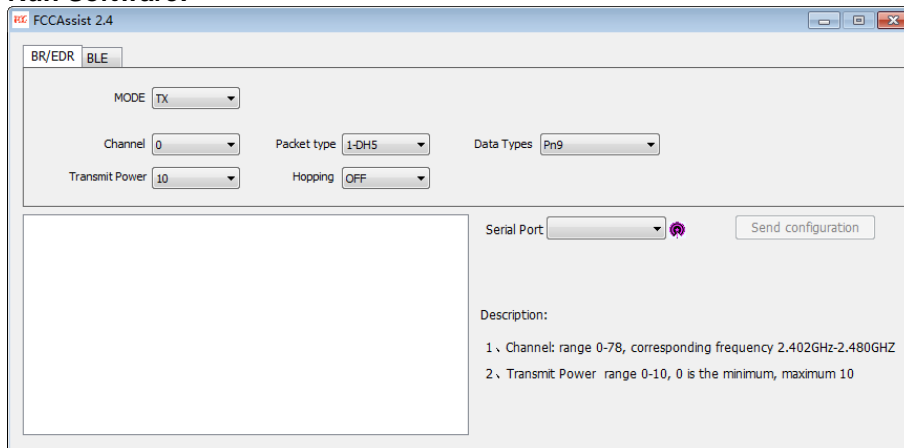 FCCAssist 2.4
BR/EDR BLE
MODE TX
Channel 0 Packet type 1-DH5 Data Types Pn9
Transmit Power 10 Hopping OFF
Serial Port Send configuration
Description:
1、Channel: range 0-78, corresponding frequency 2.402GHz-2.480GHZ
2、Transmit Power range 0-10, 0 is the minimum, maximum 10